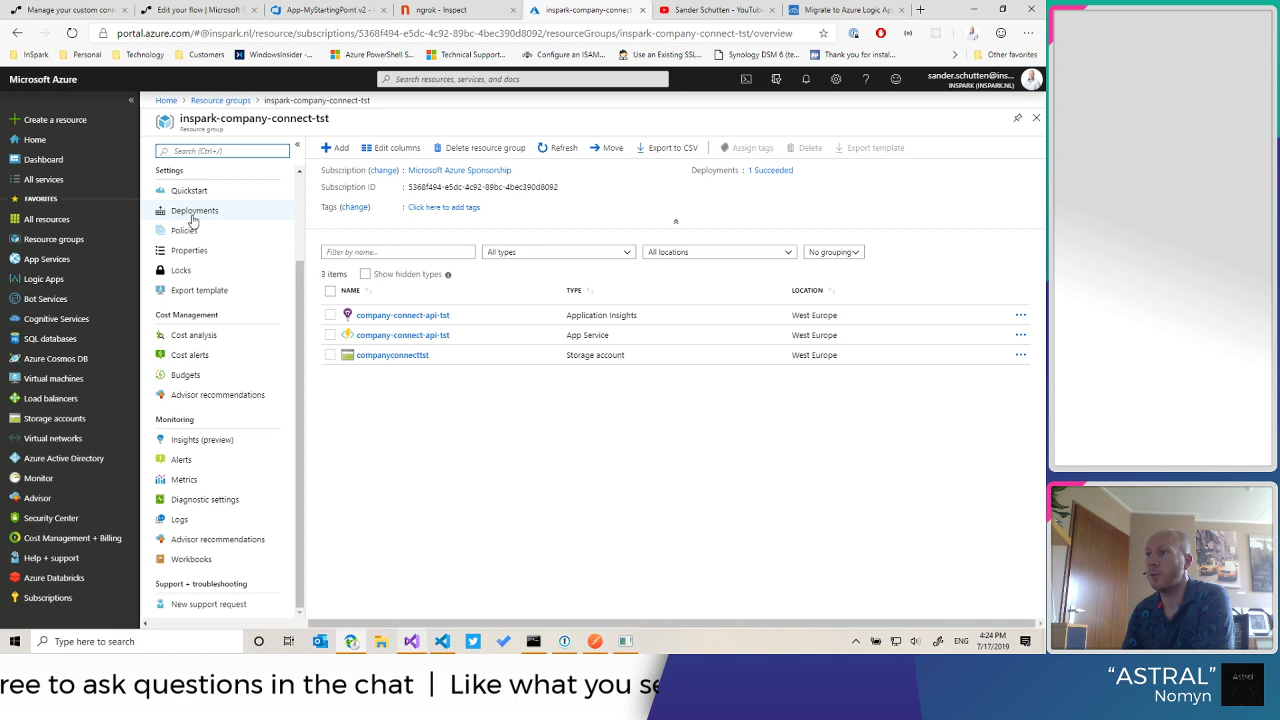 Manage your connec
Edit your flow | Microsoft F
App-MyStartingPoint v2 -
ngrok - Inspect
inspark-company-connect-ts
Sander Schutten - YouTube
Migrate to Azure Logic Ap
portal.azure.com/#@inspark.nl/resource/subscriptions/5368f494-e5dc-4c92-89bc-4bec390d8092/resourceGroups/inspark-company-connect-tst/overview
InSpark
Personal
Technology
Customers
WindowsInsider -
Azure PowerShell S
Technical Support -
Configure an ISAM...
Use an Existing SSL...
Synology DSM 6 (te
Thank you for DO
Other favorites
Microsoft Azure
Search resources, services, and docs
sander.schutten@ins...
INSPARK (INSPARK.NL)
Create a resource
Home
Dashboard
All services
FAVORITES
All resources
Resource groups
App Services
Logic Apps
Bot Services
Cognitive Services
SQL databases
Azure Cosmos DB
Virtual machines
Load balancers
Storage accounts
Virtual networks
Azure Active Directory
Monitor
Advisor
Security Center
Cost Management + Billing
Help + support
Azure Databricks
Subscriptions
Home > Resource groups > inspark-company-connect-tst
inspark-company-connect-tst
Resource group
Search (Ctrl+/)
Settings
Quickstart
Deployments
Policies
Properties
Locks
Export template
Cost Management
Cost analysis
Cost alerts
Budgets
Advisor recommendations
Monitoring
Insights (preview)
Alerts
Metrics
Diagnostic settings
Logs
Advisor recommendations
Workbooks
Support + troubleshooting
New support request
Add
Edit columns
Delete resource group
Refresh
Move
Export to CSV
Assign tags
Delete
Export template
Subscription (change) : Microsoft Azure Sponsorship
Deployments : 1 Succeeded
Subscription ID : 5368f494-e5dc-4c92-89bc-4bec390d8092
Tags (change) : Click here to add tags
Filter by name...
All types
All locations
No grouping
3 items
Show hidden types
NAME
TYPE
LOCATION
company-connect-api-tst
Application Insights
West Europe
company-connect-api-tst
App Service
West Europe
companyconnecttst
Storage account
West Europe
Type here to search
ENG
4:24 PM
7/17/2019
ree to ask questions in the chat | Like what you se
"ASTRAL"
Nomyn
Astral